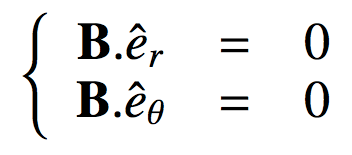 B.ê_r = 0
B.ê_θ = 0